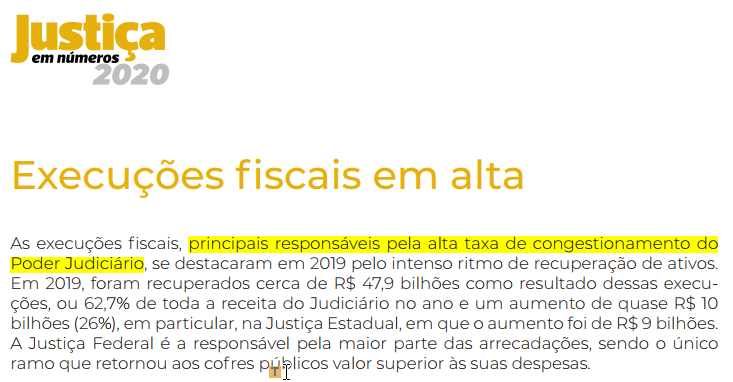 Justiça
em números
2020
Execuções fiscais em alta
As execuções fiscais, principais responsáveis pela alta taxa de congestionamento do
Poder Judiciário, se destacaram em 2019 pelo intenso ritmo de recuperação de ativos.
Em 2019, foram recuperados cerca de R$ 47,9 bilhões como resultado dessas execu-
ções, ou 62,7% de toda a receita do Judiciário no ano e um aumento de quase R$ 10
bilhões (26%), em particular, na Justiça Estadual, em que o aumento foi de R$ 9 bilhões.
A Justiça Federal é a responsável pela maior parte das arrecadações, sendo o único
ramo que retornou aos cofres públicos valor superior às suas despesas.
T